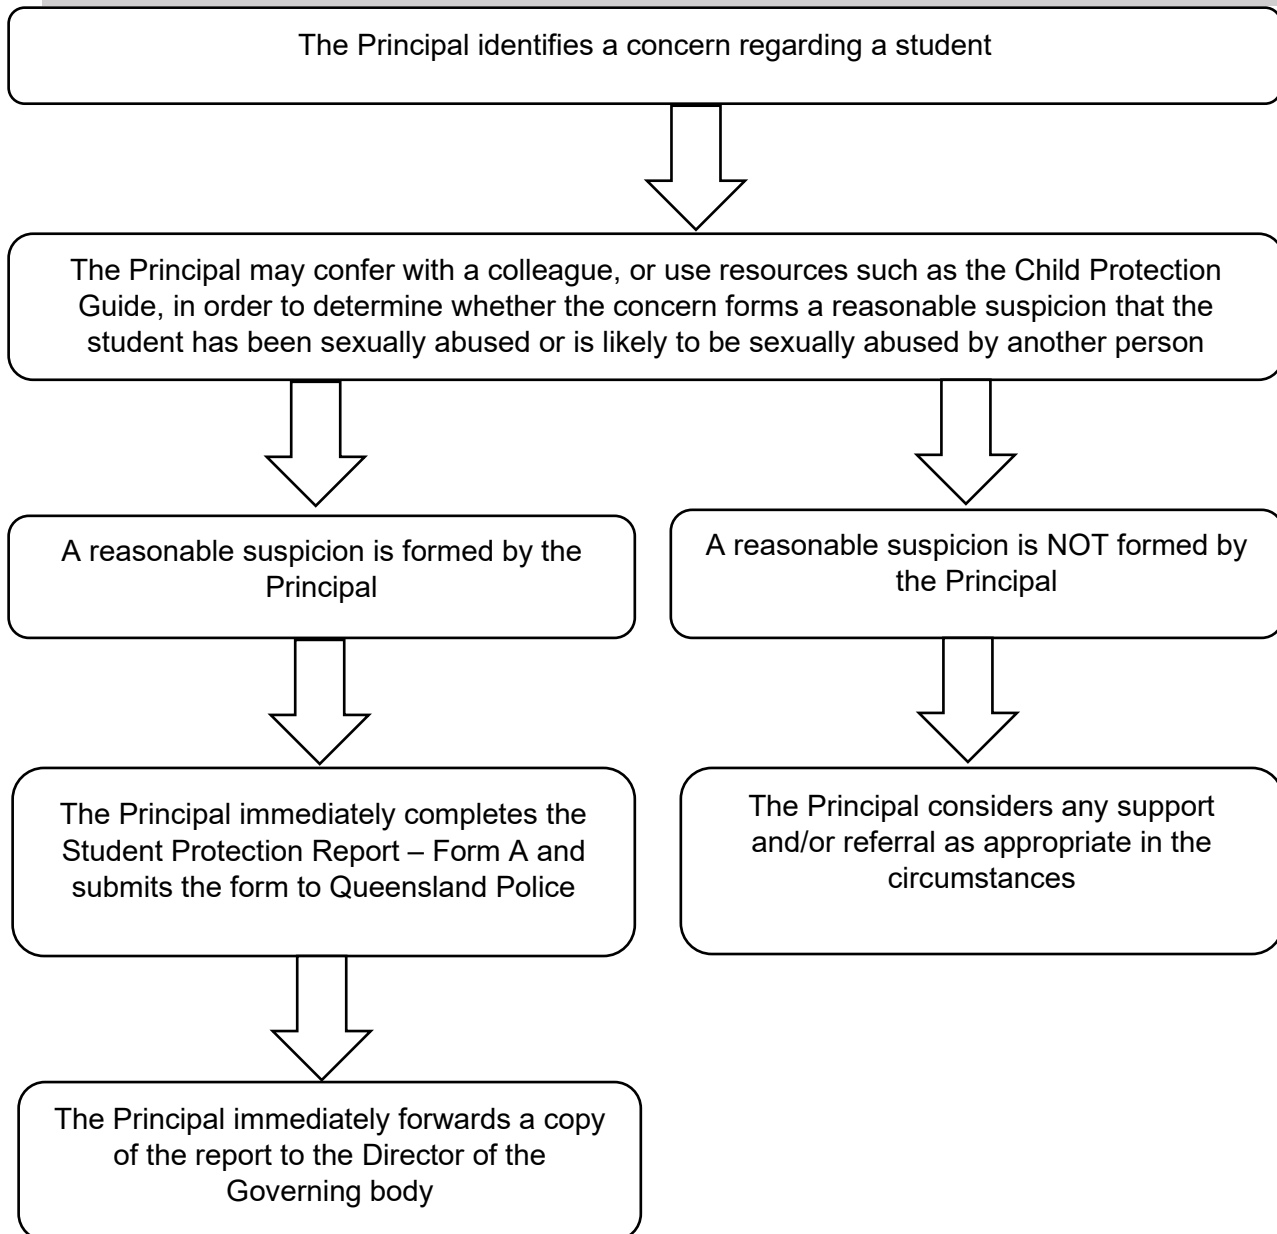 The Principal identifies a concern regarding a student
The Principal may confer with a colleague, or use resources such as the Child Protection
Guide, in order to determine whether the concern forms a reasonable suspicion that the
student has been sexually abused or is likely to be sexually abused by another person
A reasonable suspicion is formed by the
Principal
A reasonable suspicion is NOT formed by
the Principal
The Principal immediately completes the
Student Protection Report – Form A and
submits the form to Queensland Police
The Principal considers any support
and/or referral as appropriate in the
circumstances
The Principal immediately forwards a copy
of the report to the Director of the
Governing body